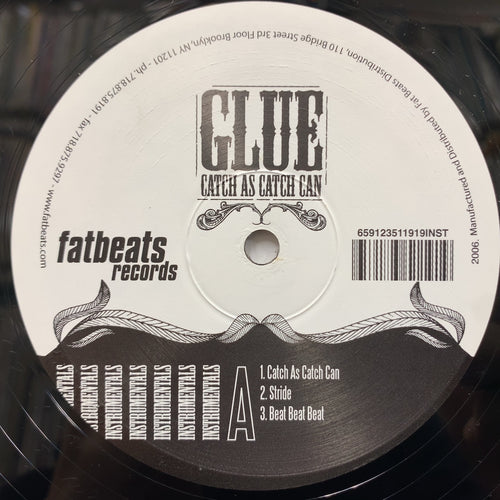 2006. Manufactured and Distributed by Fat Beats Distribution, 110 Bridge Street 3rd Floor Brooklyn, NY 11201 - ph. 718.875.8191 - fax 718.875.9297 - www.fatbeats.com
GLUE
CATCH AS CATCH CAN
fatbeats
records
659123511919INST
INSTRUMENTALS
INSTRUMENTALS
INSTRUMENTALS
INSTRUMENTALS
INSTRUMENTALS
INSTRUMENTALS
A
1. Catch As Catch Can
2. Stride
3. Beat Beat Beat